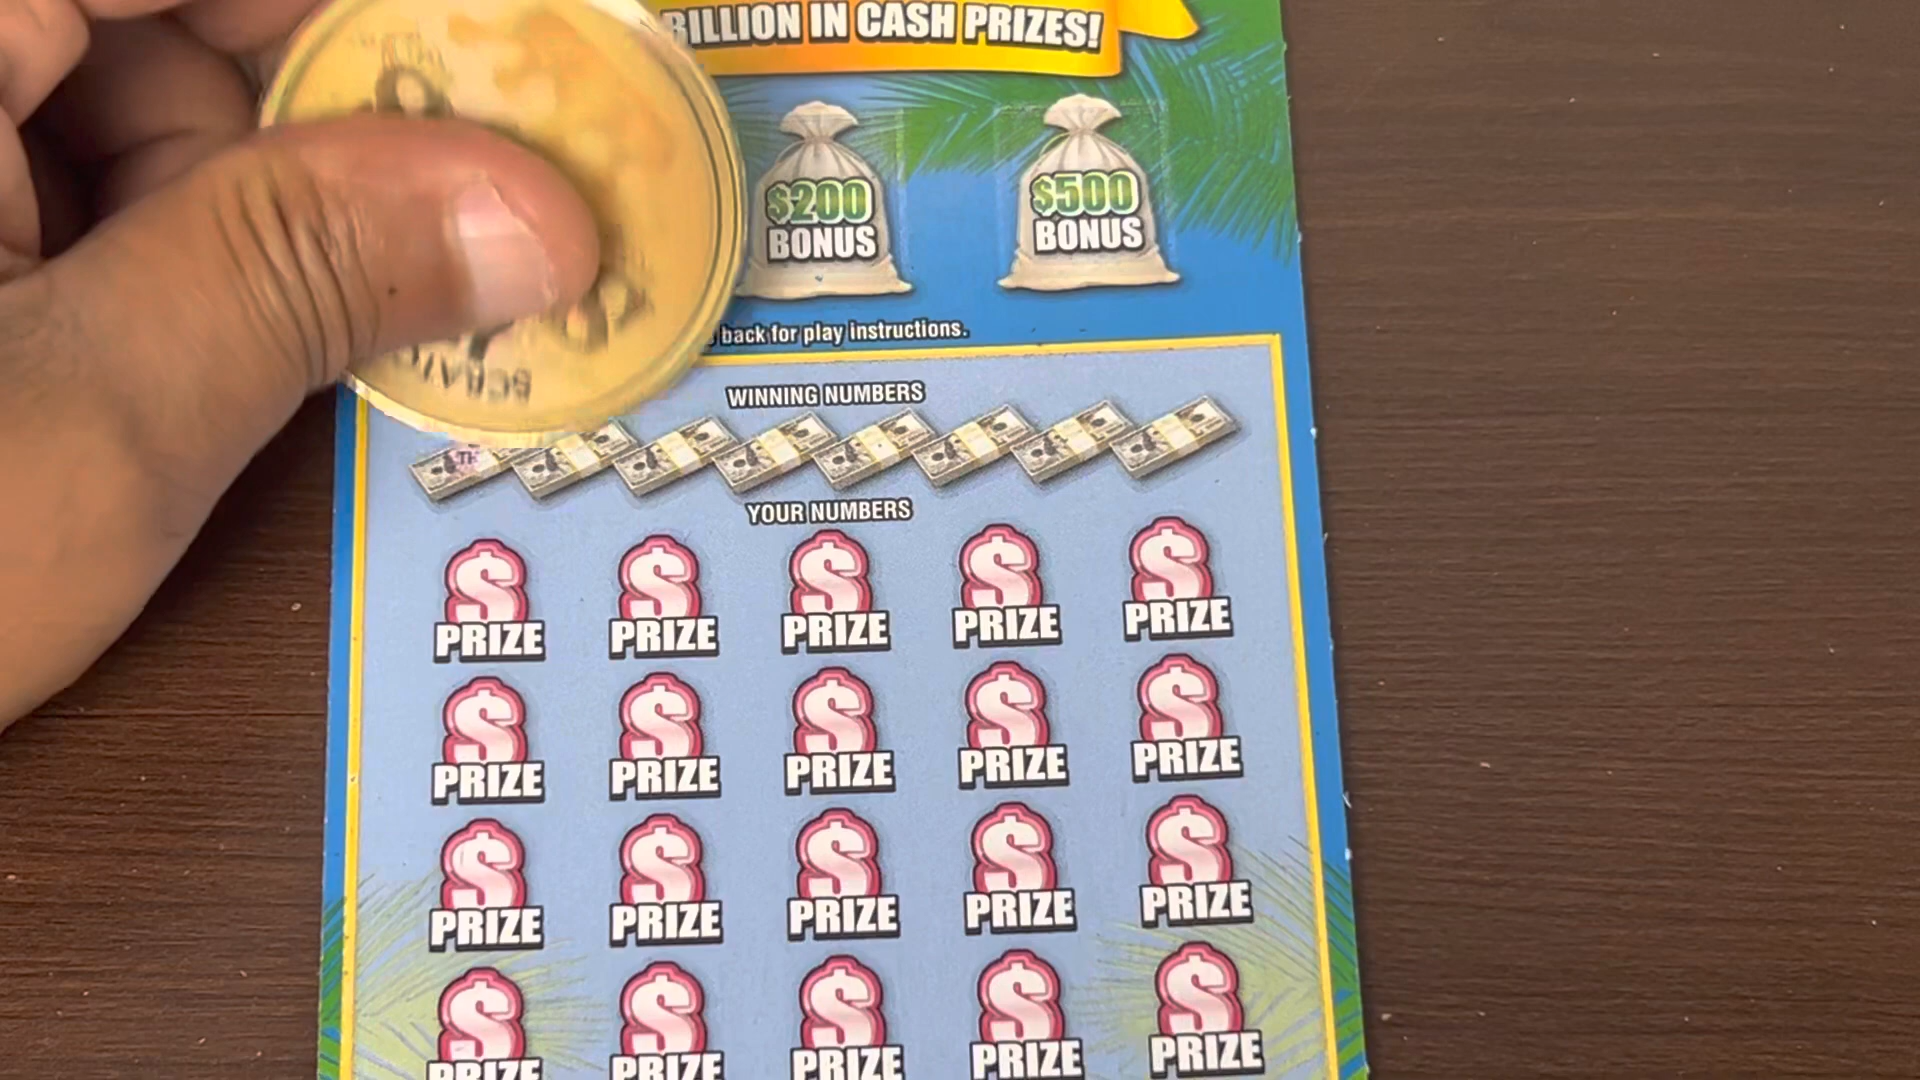 BILLION IN CASH PRIZES!
$200 $500
BONUS BONUS
back for play instructions.
WINNING NUMBERS
YOUR NUMBERS
PRIZE PRIZE PRIZE PRIZE PRIZE
PRIZE PRIZE PRIZE PRIZE PRIZE
PRIZE PRIZE PRIZE PRIZE PRIZE
PRIZE PRIZE PRIZE PRIZE PRIZE